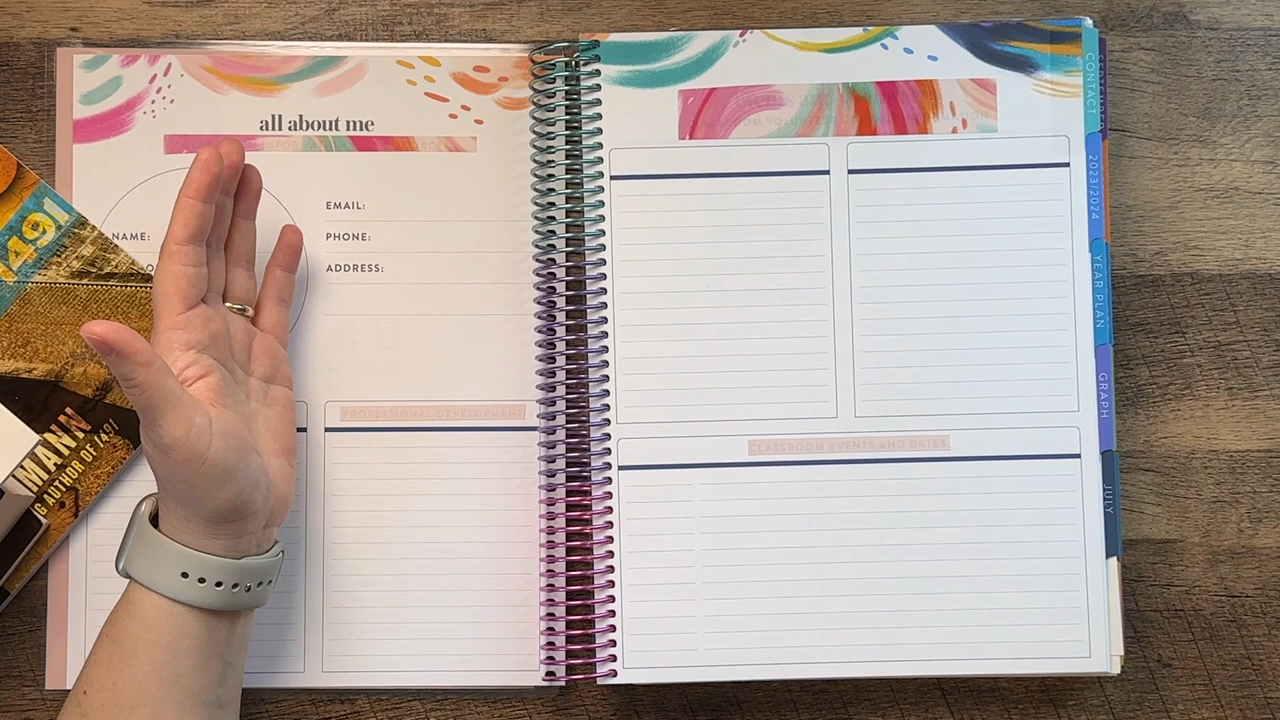 all about me
EMAIL:
NAME:
PHONE:
ADDRESS:
PROFESSIONAL DEVELOPMENT
CLASSROOM EVENTS AND DATES
CONTACT
2023/2024
YEAR PLAN
GRAPH
JULY
SEPTEMBER
1491
MANN
G AUTHOR OF 1491